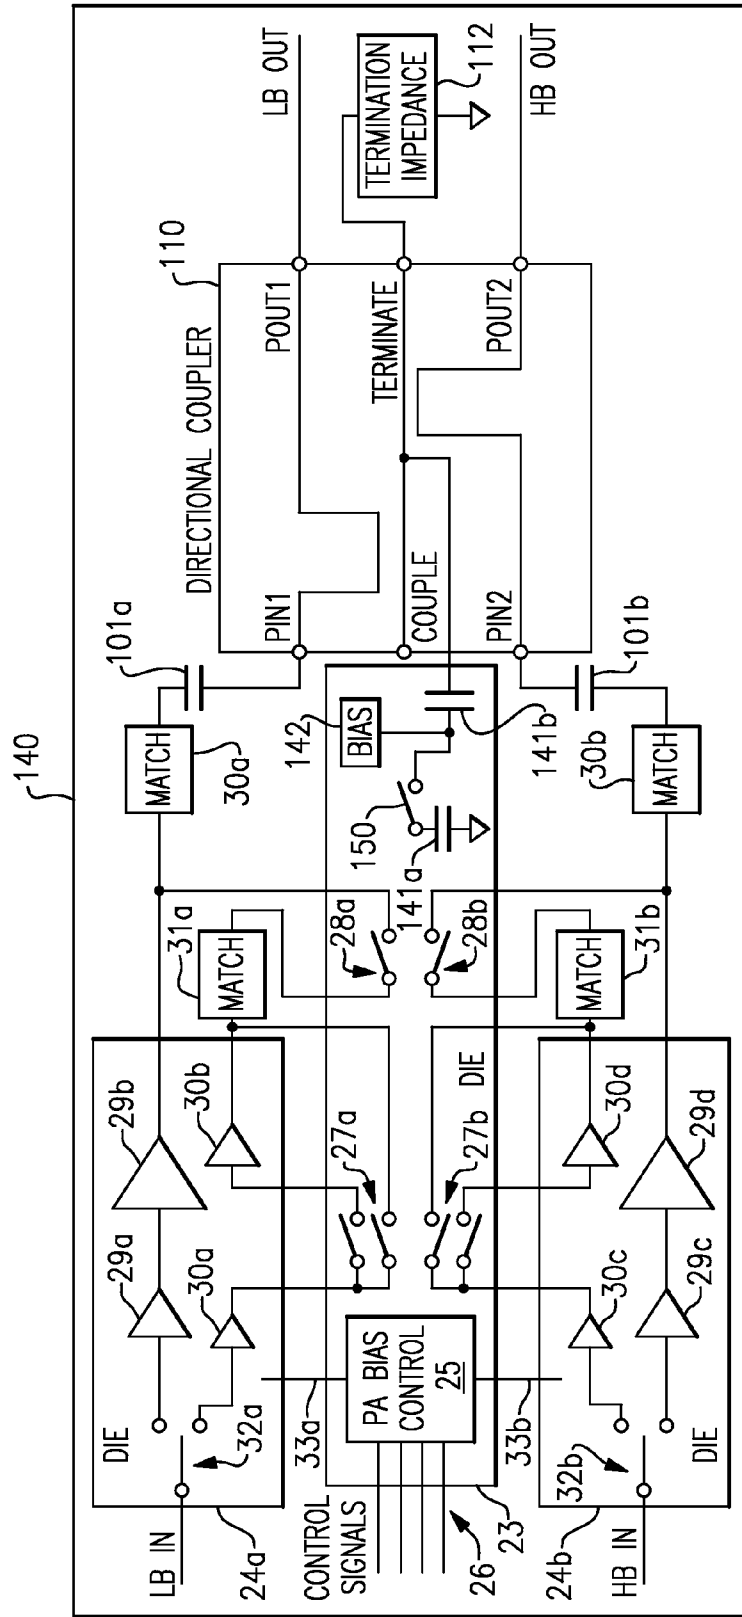 140
LB IN
24a
DIE
32a
29a
29b
30a
30b
31a
MATCH
MATCH
30a
101a
DIRECTIONAL COUPLER
110
PIN1
POUT1
LB OUT
CONTROL
SIGNALS
26
23
33a
PA BIAS
CONTROL
25
33b
27a
27b
DIE
28a
28b
141a
150
142
BIAS
141b
COUPLE
TERMINATE
TERMINATION
IMPEDANCE
112
PIN2
POUT2
HB OUT
HB IN
24b
32b
DIE
30c
30d
29c
29d
MATCH
31b
MATCH
30b
101b